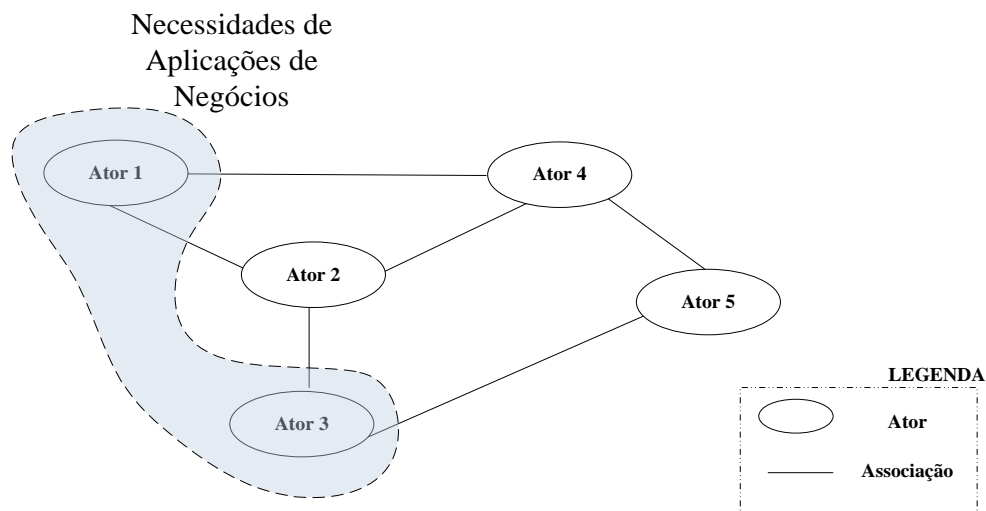 Necessidades de
Aplicações de
Negócios
Ator 1
Ator 4
Ator 2
Ator 5
Ator 3
LEGENDA
Ator
Associação